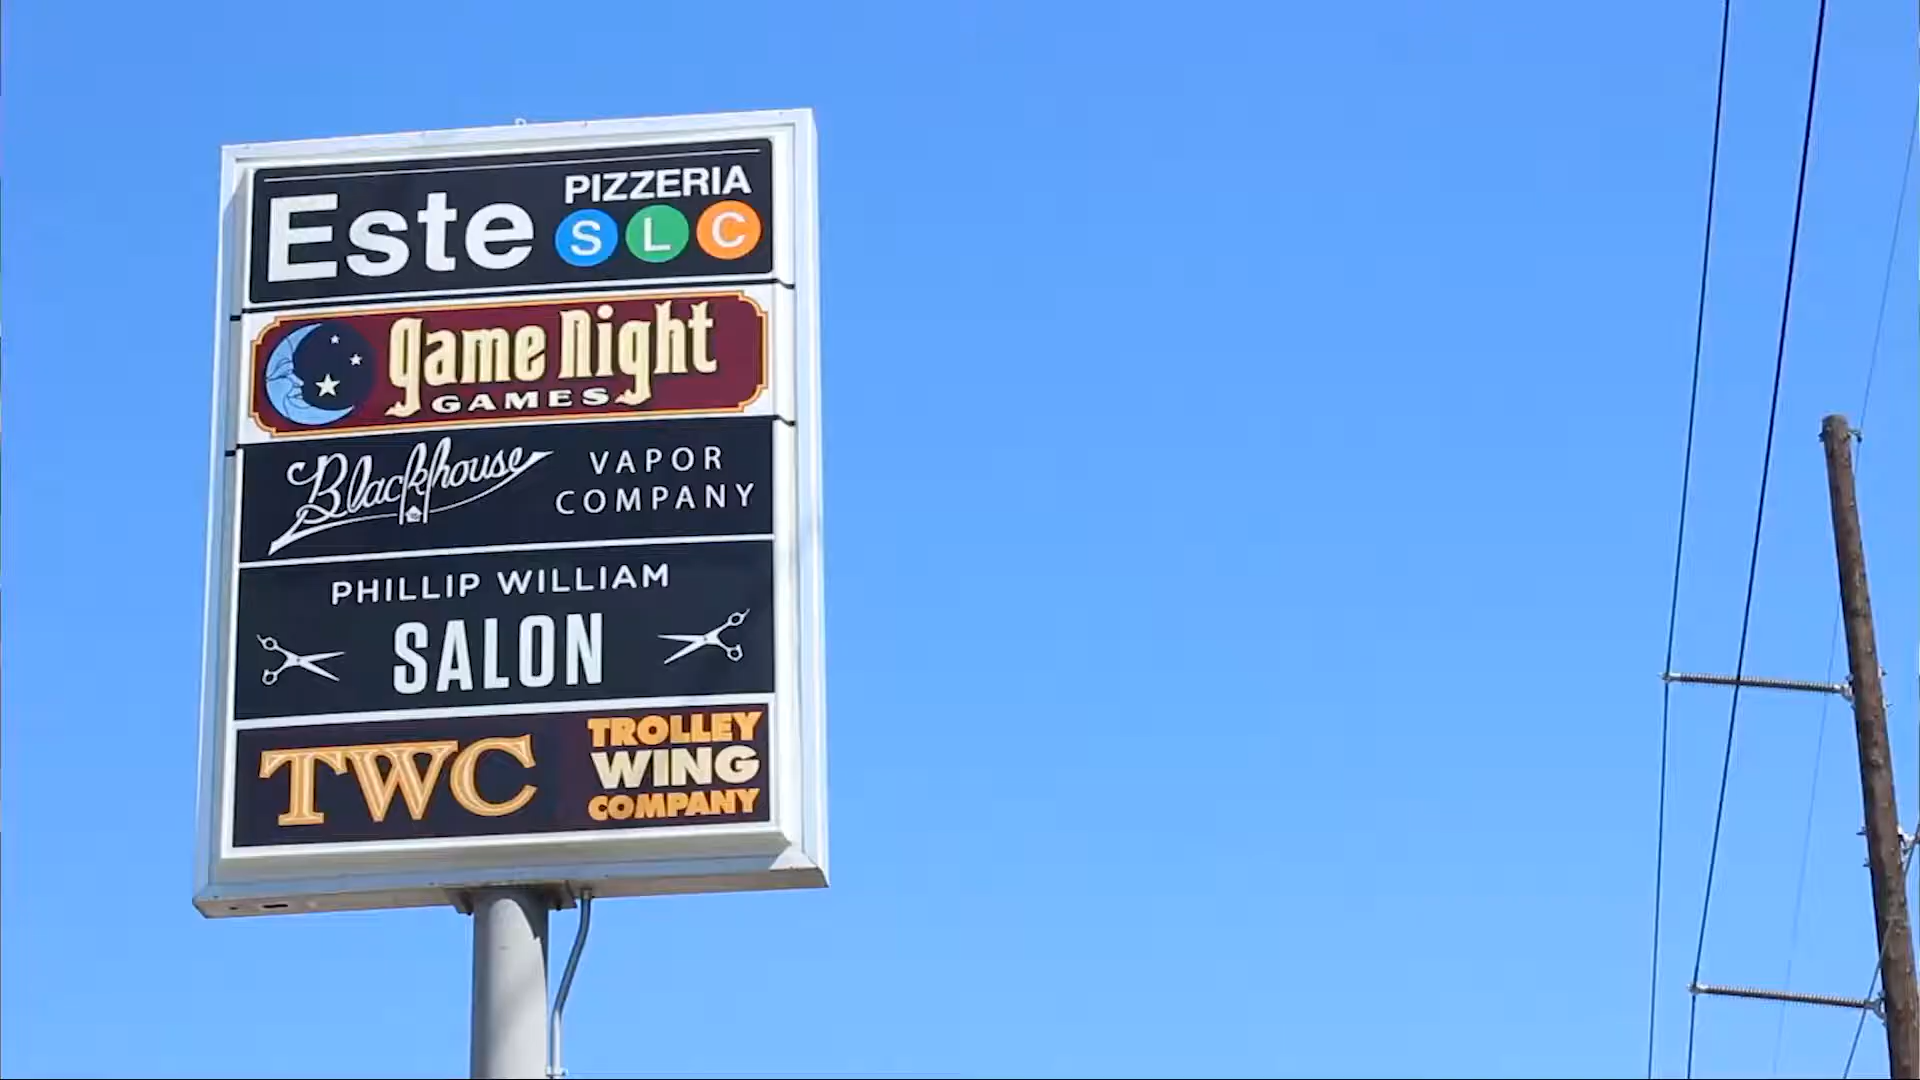 Este PIZZERIA
S L C
game Night
GAMES
Blackhouse VAPOR
COMPANY
PHILLIP WILLIAM
SALON
TWC TROLLEY
WING
COMPANY